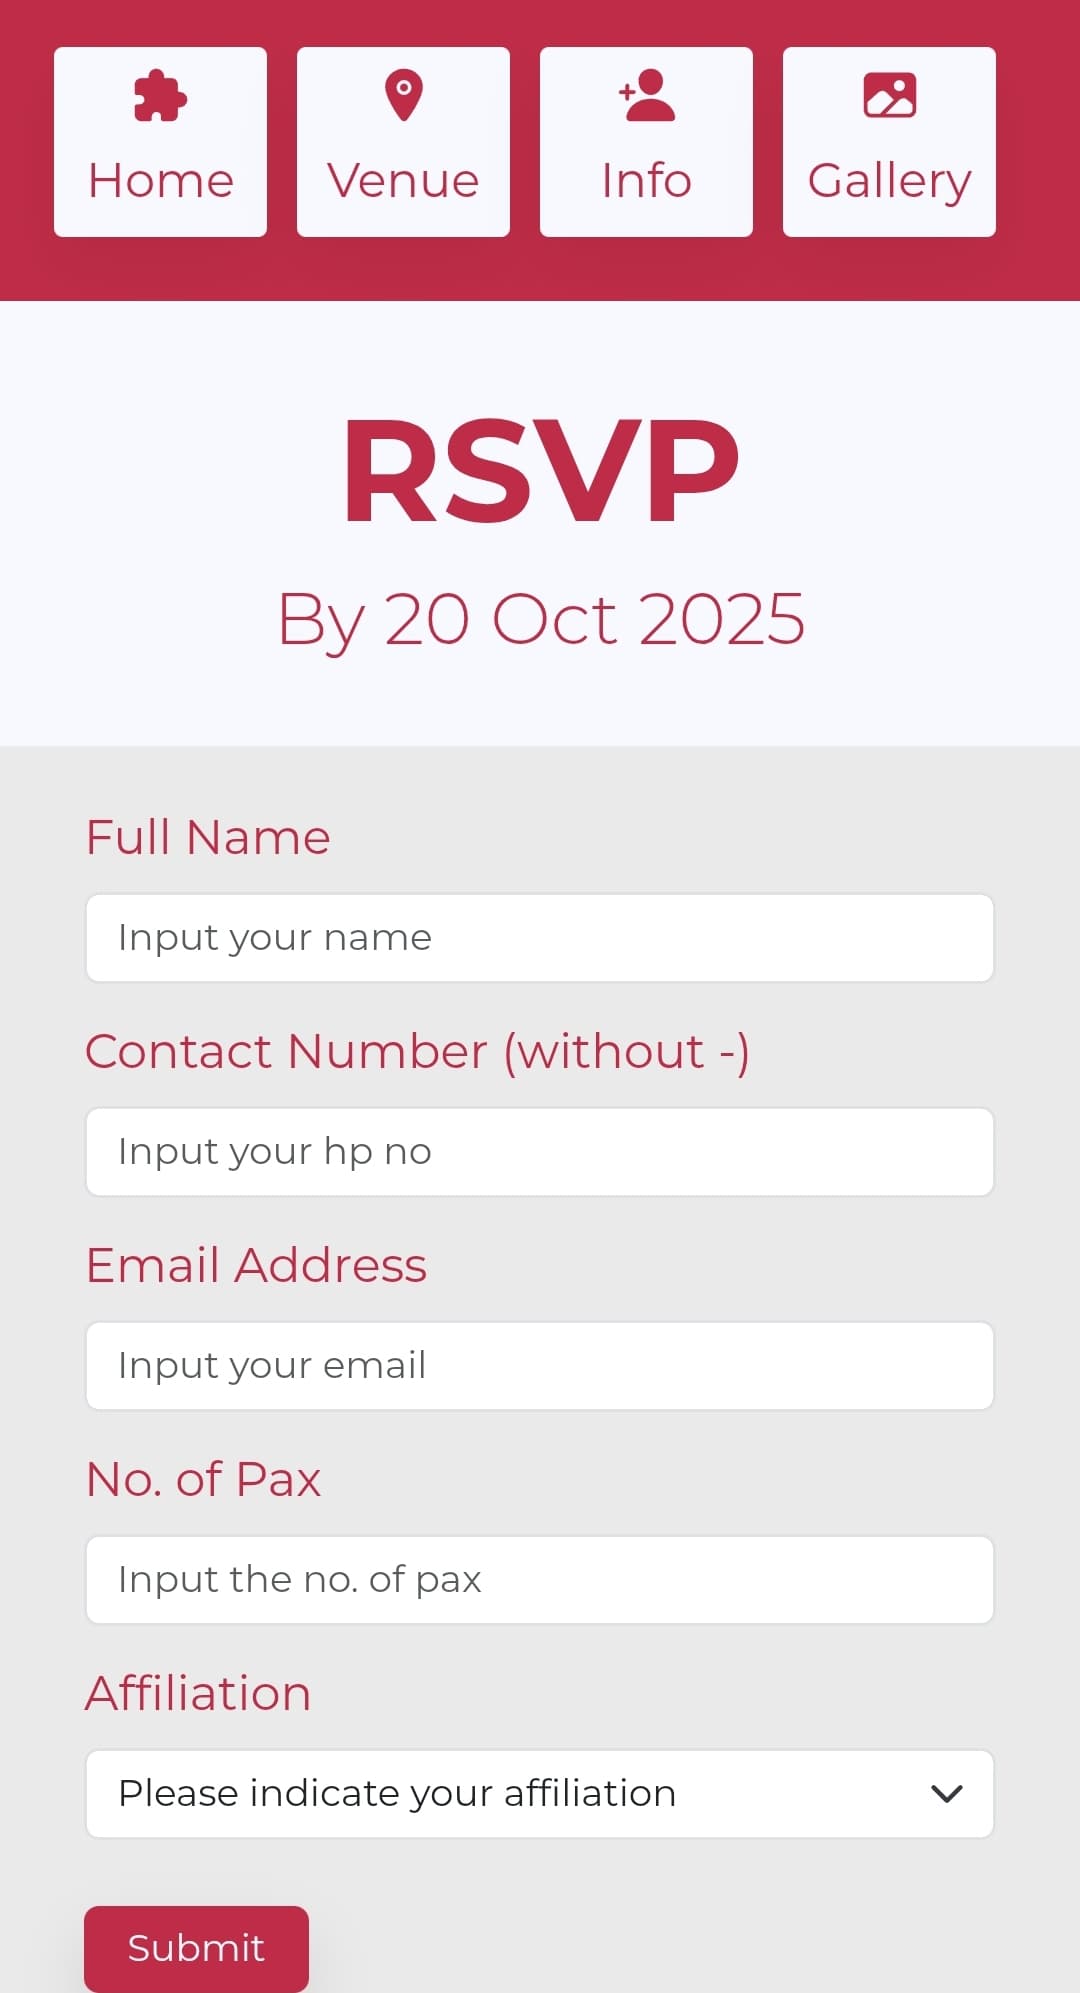 Home
Venue
Info
Gallery
RSVP
By 20 Oct 2025
Full Name
Input your name
Contact Number (without -)
Input your hp no
Email Address
Input your email
No. of Pax
Input the no. of pax
Affiliation
Please indicate your affiliation
Submit